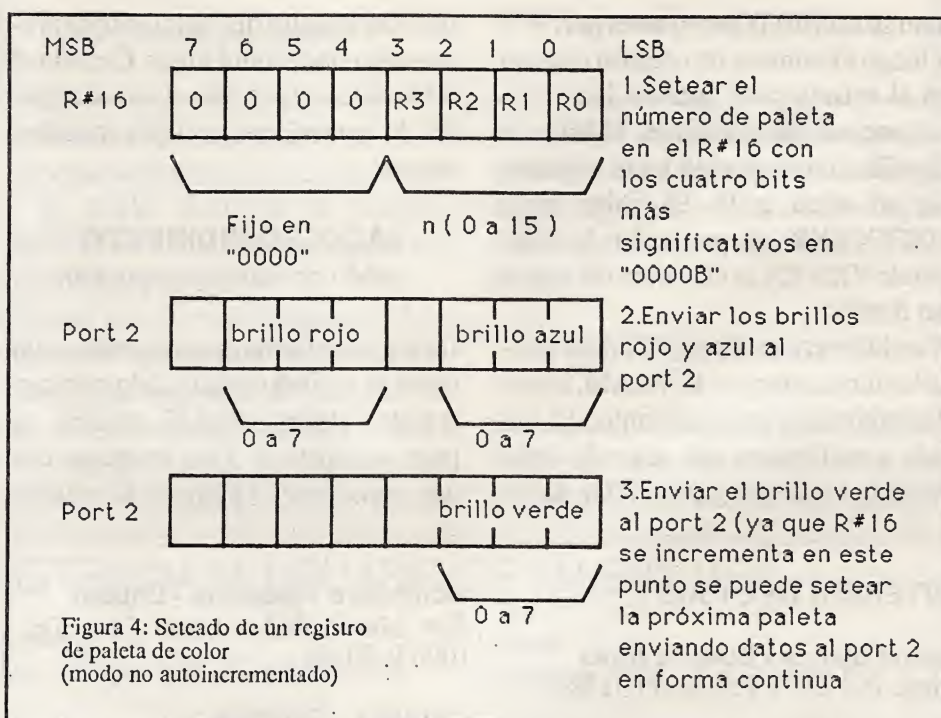 MSB 7 6 5 4 3 2 1 0 LSB
R#16 0 0 0 0 R3 R2 R1 R0
1.Setear el
número de paleta
en el R#16 con
los cuatro bits
más
significativos en
"0000B"
Fijo en
"0000"
n ( 0 a 15 )
Port 2 brillo rojo brillo azul
0 a 7 0 a 7
2.Enviar los brillos
rojo y azul al
port 2
Port 2 brillo verde
0 a 7
3.Enviar el brillo verde
al port 2 (ya que R#16
se incrementa en este
punto se puede setear
la próxima paleta
enviando datos al port 2
en forma continua
Figura 4: Seteado de un registro
de paleta de color
(modo no autoincrementado)